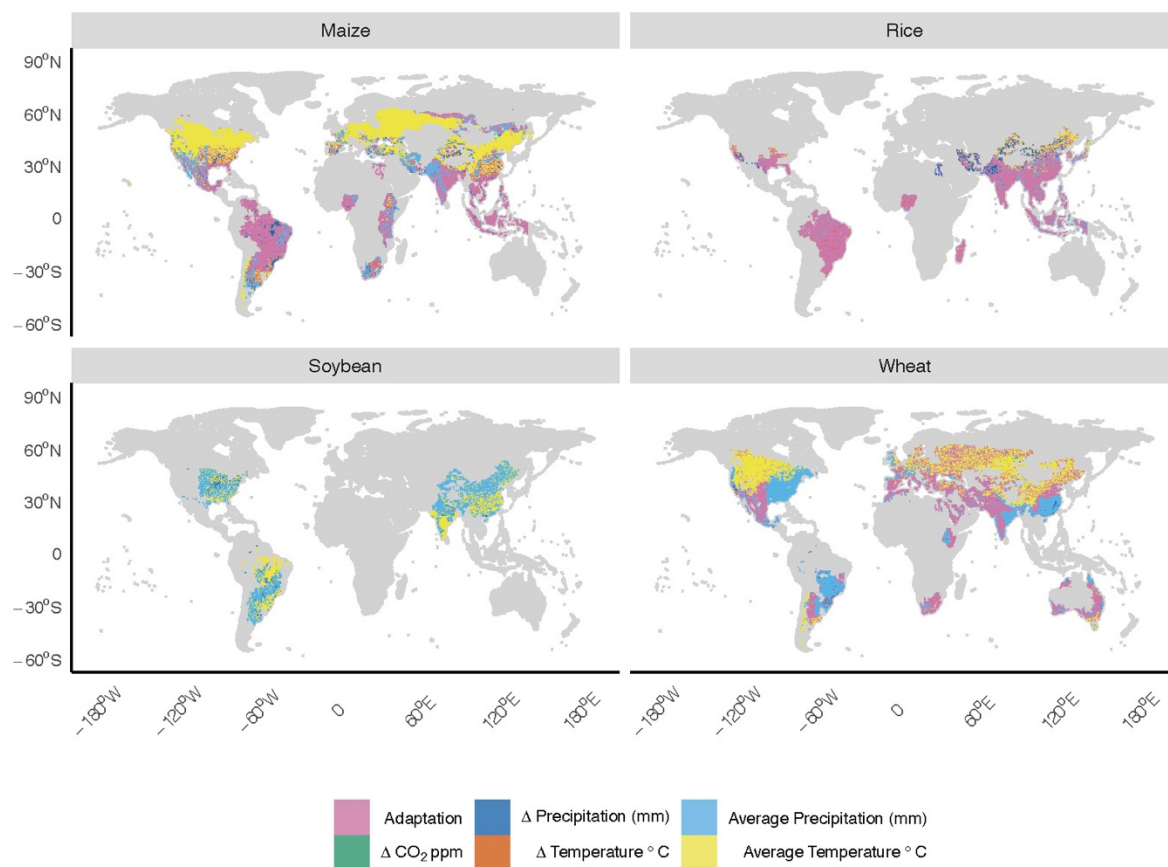 Maize
Rice
90°N
60°N
30°N
0
−30°S
−60°S
Soybean
Wheat
90°N
60°N
30°N
0
−30°S
−60°S
−180°W
−120°W
−60°W
0
60°E
120°E
180°E
−180°W
−120°W
−60°W
0
60°E
120°E
180°E
Adaptation
Δ Precipitation (mm)
Average Precipitation (mm)
Δ CO₂ ppm
Δ Temperature ° C
Average Temperature ° C